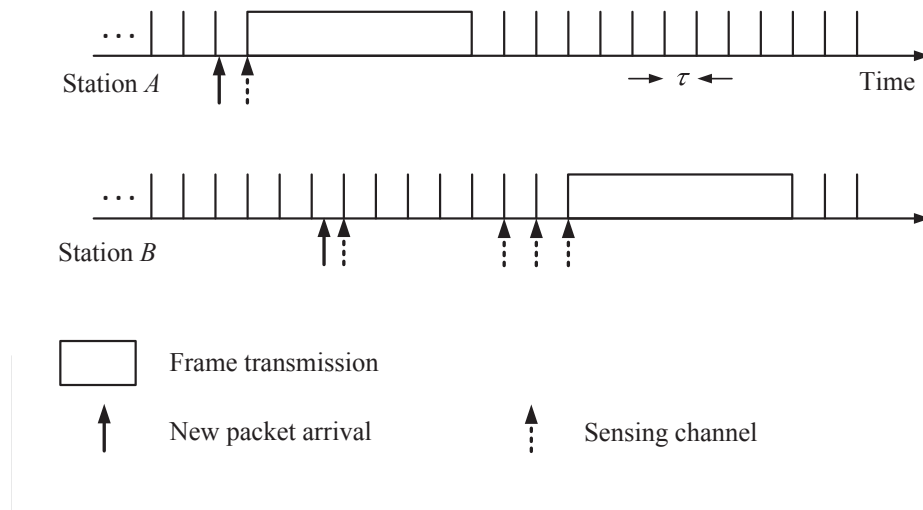 ...
Station A
τ
Time
...
Station B
Frame transmission
New packet arrival
Sensing channel